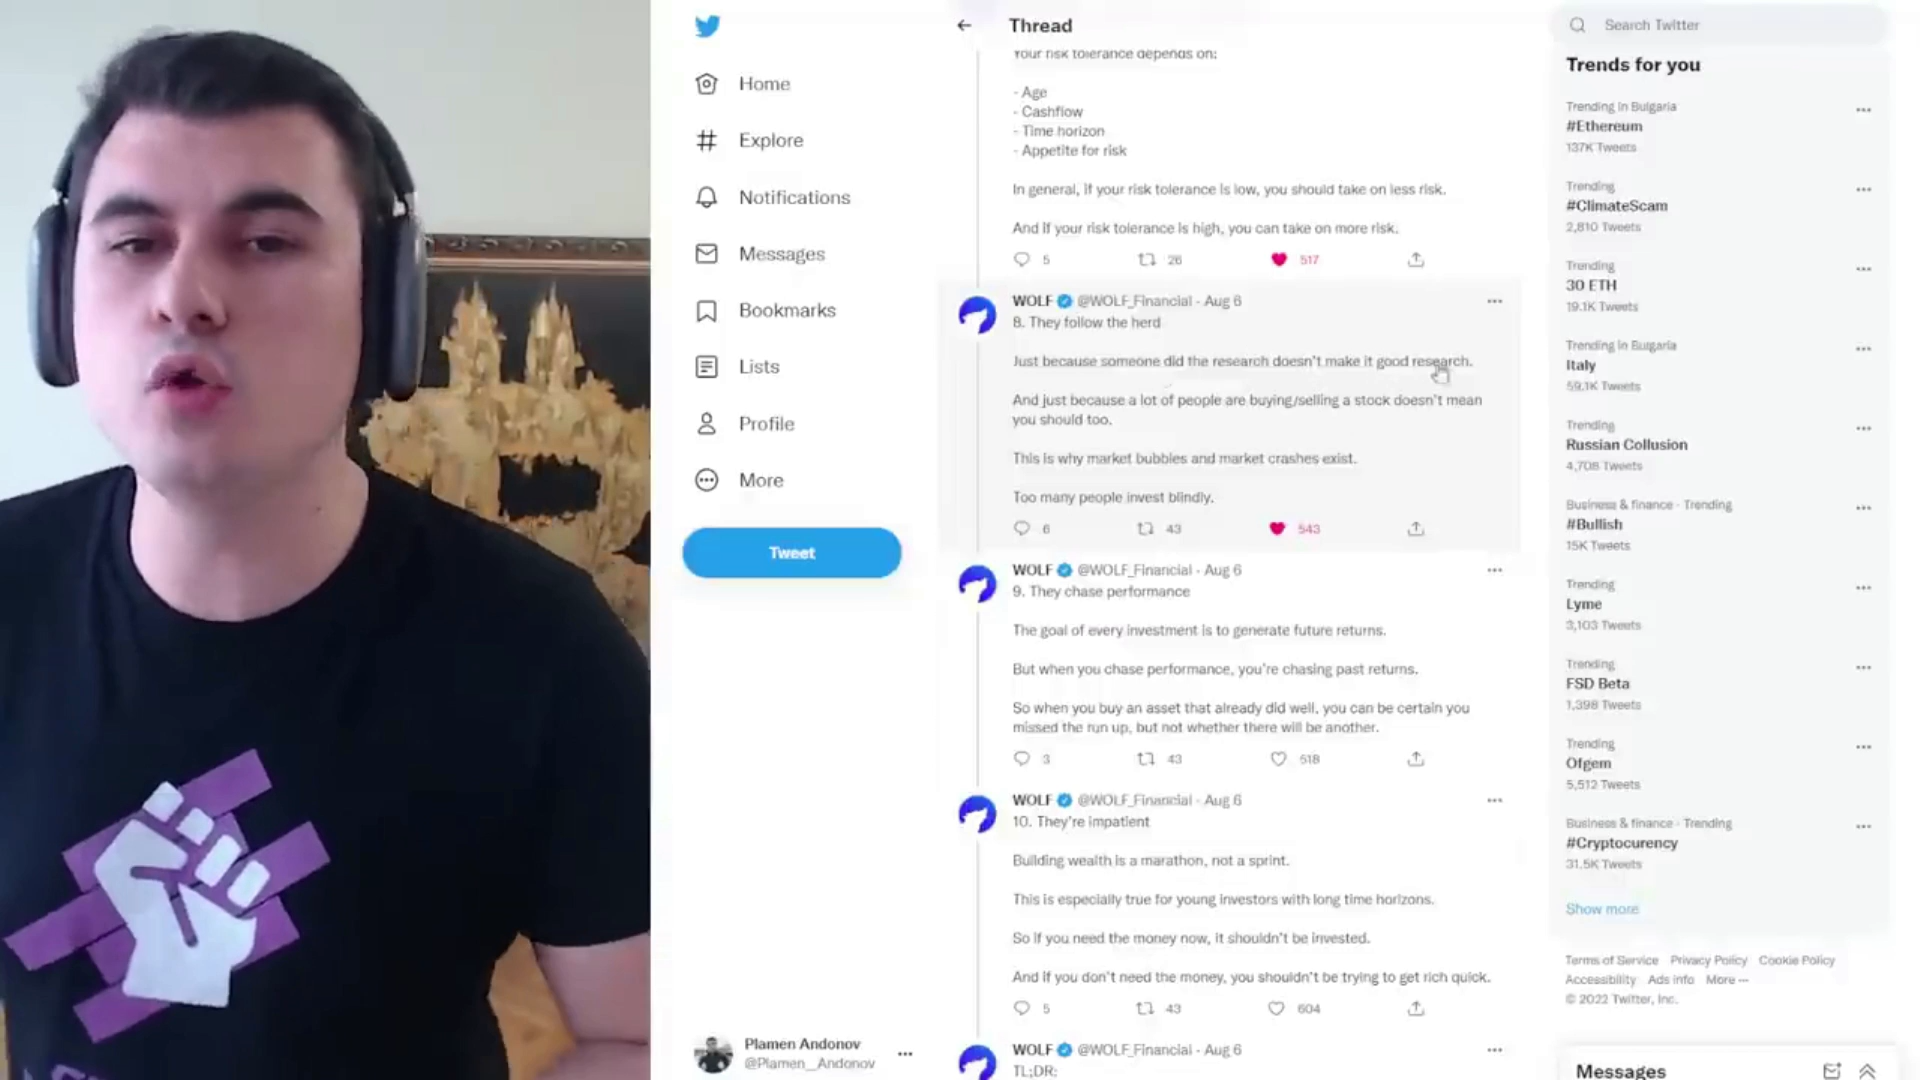 Home
Explore
Notifications
Messages
Bookmarks
Lists
Profile
More
Tweet
Plamen Andonov
@Plamen__Andonov
Thread
Your risk tolerance depends on:
- Age
- Cashflow
- Time horizon
- Appetite for risk
In general, if your risk tolerance is low, you should take on less risk.
And if your risk tolerance is high, you can take on more risk.
5 26 517
WOLF @WOLF_Financial · Aug 6
8. They follow the herd
Just because someone did the research doesn't make it good research.
And just because a lot of people are buying/selling a stock doesn't mean
you should too.
This is why market bubbles and market crashes exist.
Too many people invest blindly.
6 43 543
WOLF @WOLF_Financial · Aug 6
9. They chase performance
The goal of every investment is to generate future returns.
But when you chase performance, you're chasing past returns.
So when you buy an asset that already did well, you can be certain you
missed the run up, but not whether there will be another.
3 43 518
WOLF @WOLF_Financial · Aug 6
10. They're impatient
Building wealth is a marathon, not a sprint.
This is especially true for young investors with long time horizons.
So if you need the money now, it shouldn't be invested.
And if you don't need the money, you shouldn't be trying to get rich quick.
5 43 604
WOLF @WOLF_Financial · Aug 6
TL;DR:
Search Twitter
Trends for you
Trending in Bulgaria
#Ethereum
137K Tweets
Trending
#ClimateScam
2,810 Tweets
Trending
30 ETH
19.1K Tweets
Trending in Bulgaria
Italy
59.1K Tweets
Trending
Russian Collusion
4,708 Tweets
Business & finance · Trending
#Bullish
15K Tweets
Trending
Lyme
3,103 Tweets
Trending
FSD Beta
1,398 Tweets
Trending
Ofgem
5,512 Tweets
Business & finance · Trending
#Cryptocurency
31.5K Tweets
Show more
Terms of Service Privacy Policy Cookie Policy
Accessibility Ads info More ···
© 2022 Twitter, Inc.
Messages